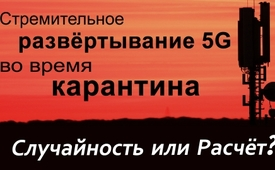 Стремительное
развёртывание 5G
во время
карантина
Случайность или Расчёт?